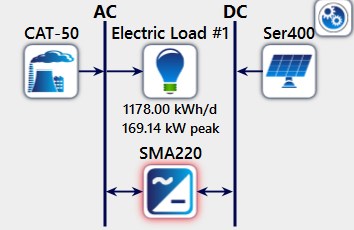 AC DC
CAT-50 Electric Load #1 Ser400
1178.00 kWh/d
169.14 kW peak
SMA220